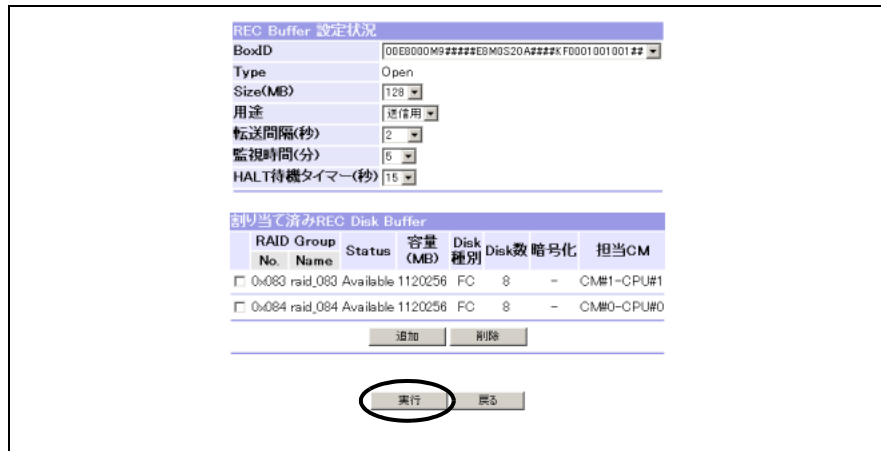 REC Buffer 設定状況
BoxID 00E8000M9#####E8M0S20A####KF0001001001##
Type Open
Size(MB) 128
用途 送信用
転送間隔(秒) 2
監視時間(分) 5
HALT待機タイマー(秒) 15
割り当て済みREC Disk Buffer
RAID Group Status 容量(MB) Disk種別 Disk数 暗号化 担当CM
No. Name
0x083 raid_083 Available 1120256 FC 8 - CM#1-CPU#1
0x084 raid_084 Available 1120256 FC 8 - CM#0-CPU#0
追加 削除
実行 戻る